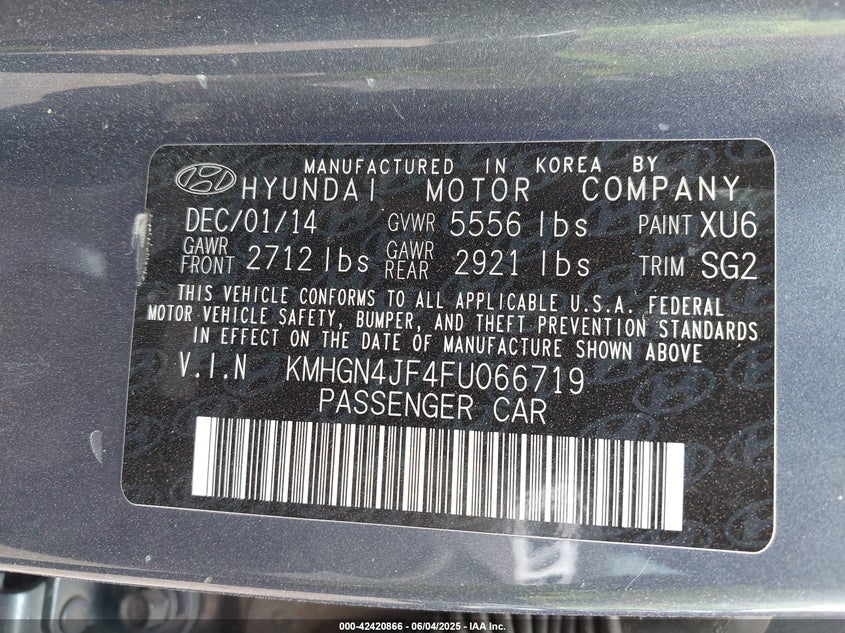 MANUFACTURED IN KOREA BY
HYUNDAI MOTOR COMPANY
DEC/01/14 GVWR 5556 lbs PAINT XU6
GAWR FRONT 2712 lbs GAWR REAR 2921 lbs TRIM SG2
THIS VEHICLE CONFORMS TO ALL APPLICABLE U.S.A. FEDERAL
MOTOR VEHICLE SAFETY, BUMPER, AND THEFT PREVENTION STANDARDS
IN EFFECT ON THE DATE OF MANUFACTURE SHOWN ABOVE
V.I.N KMHGN4JF4FU066719
PASSENGER CAR
000-42420866 - 06/04/2025 - IAA Inc.